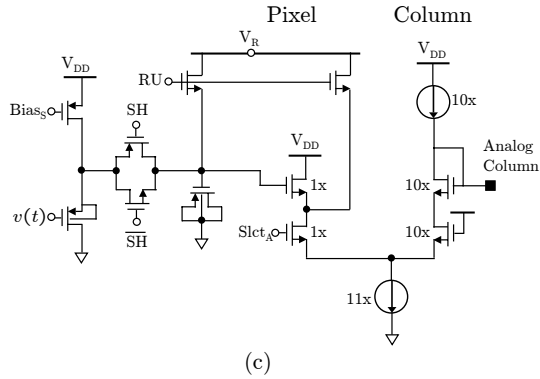 Pixel
Column
V_R
V_DD
V_DD
RU
Bias_S
SH
10x
V_DD
Analog
Column
1x
10x
v(t)
Slct_A
1x
10x
SH
11x
(c)